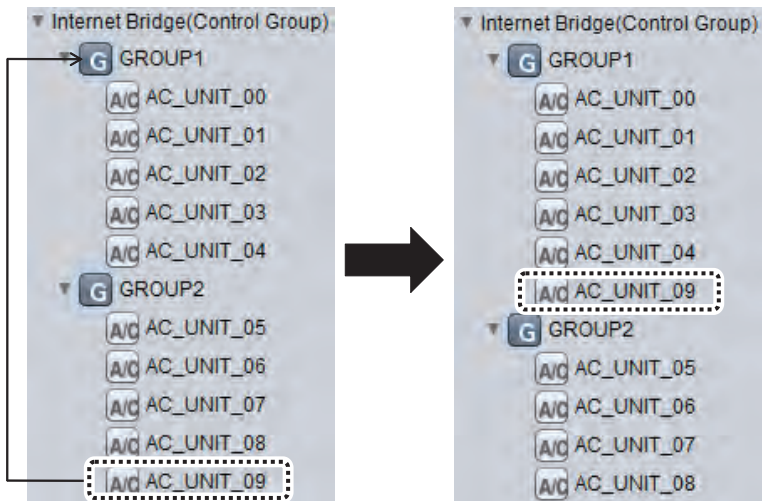 Internet Bridge(Control Group)
G GROUP1
A/C AC_UNIT_00
A/C AC_UNIT_01
A/C AC_UNIT_02
A/C AC_UNIT_03
A/C AC_UNIT_04
G GROUP2
A/C AC_UNIT_05
A/C AC_UNIT_06
A/C AC_UNIT_07
A/C AC_UNIT_08
A/C AC_UNIT_09
Internet Bridge(Control Group)
G GROUP1
A/C AC_UNIT_00
A/C AC_UNIT_01
A/C AC_UNIT_02
A/C AC_UNIT_03
A/C AC_UNIT_04
A/C AC_UNIT_09
G GROUP2
A/C AC_UNIT_05
A/C AC_UNIT_06
A/C AC_UNIT_07
A/C AC_UNIT_08